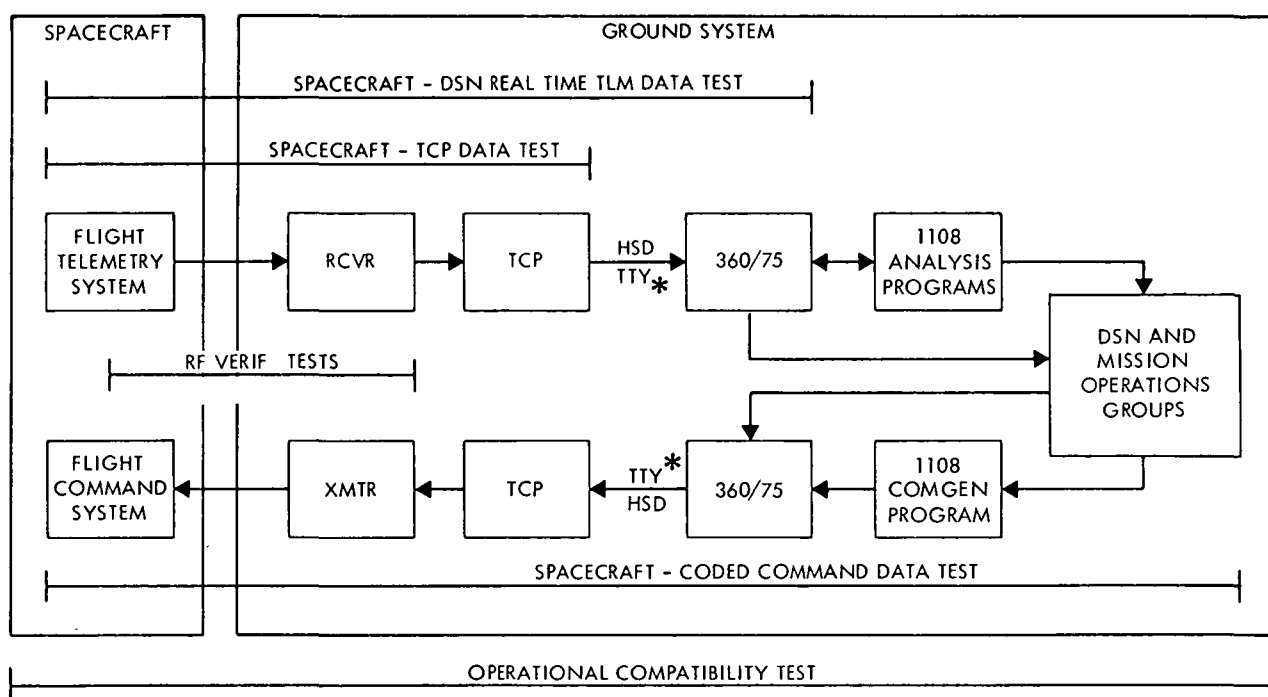 SPACECRAFT
GROUND SYSTEM
SPACECRAFT - DSN REAL TIME TLM DATA TEST
SPACECRAFT - TCP DATA TEST
FLIGHT
TELEMETRY
SYSTEM
RCVR
TCP
HSD
TTY*
360/75
1108
ANALYSIS
PROGRAMS
DSN AND
MISSION
OPERATIONS
GROUPS
RF VERIF TESTS
FLIGHT
COMMAND
SYSTEM
XMTR
TCP
TTY*
HSD
360/75
1108
COMGEN
PROGRAM
SPACECRAFT - CODED COMMAND DATA TEST
OPERATIONAL COMPATIBILITY TEST